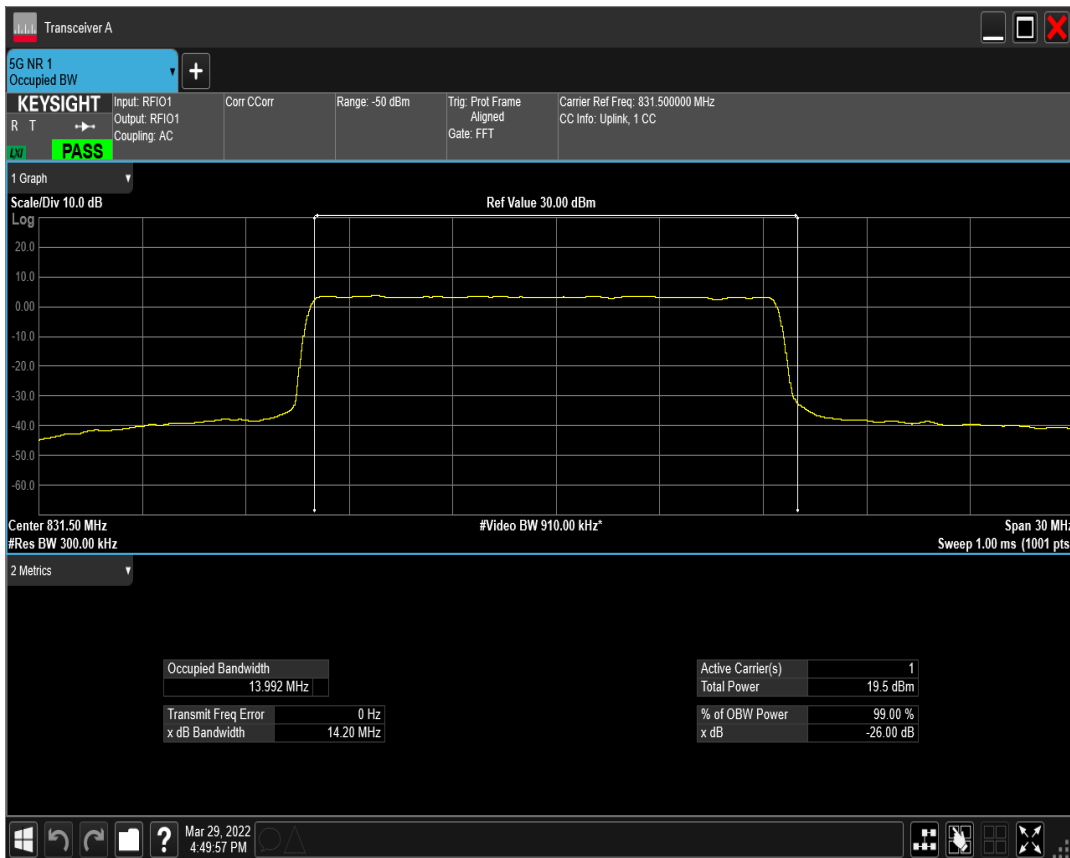 Transceiver A
5G NR 1
Occupied BW
+
KEYSIGHT
R T
LXI
PASS
Input: RFIO1
Output: RFIO1
Coupling: AC
Corr CCorr
Range: -50 dBm
Trig: Prot Frame
Aligned
Gate: FFT
Carrier Ref Freq: 831.500000 MHz
CC Info: Uplink, 1 CC
1 Graph
Scale/Div 10.0 dB
Ref Value 30.00 dBm
Log
20.0
10.0
0.00
-10.0
-20.0
-30.0
-40.0
-50.0
-60.0
Center 831.50 MHz
#Video BW 910.00 kHz*
Span 30 MHz
#Res BW 300.00 kHz
Sweep 1.00 ms (1001 pts
2 Metrics
Occupied Bandwidth
13.992 MHz
Transmit Freq Error 0 Hz
x dB Bandwidth 14.20 MHz
Active Carrier(s) 1
Total Power 19.5 dBm
% of OBW Power 99.00 %
x dB -26.00 dB
?
Mar 29, 2022
4:49:57 PM